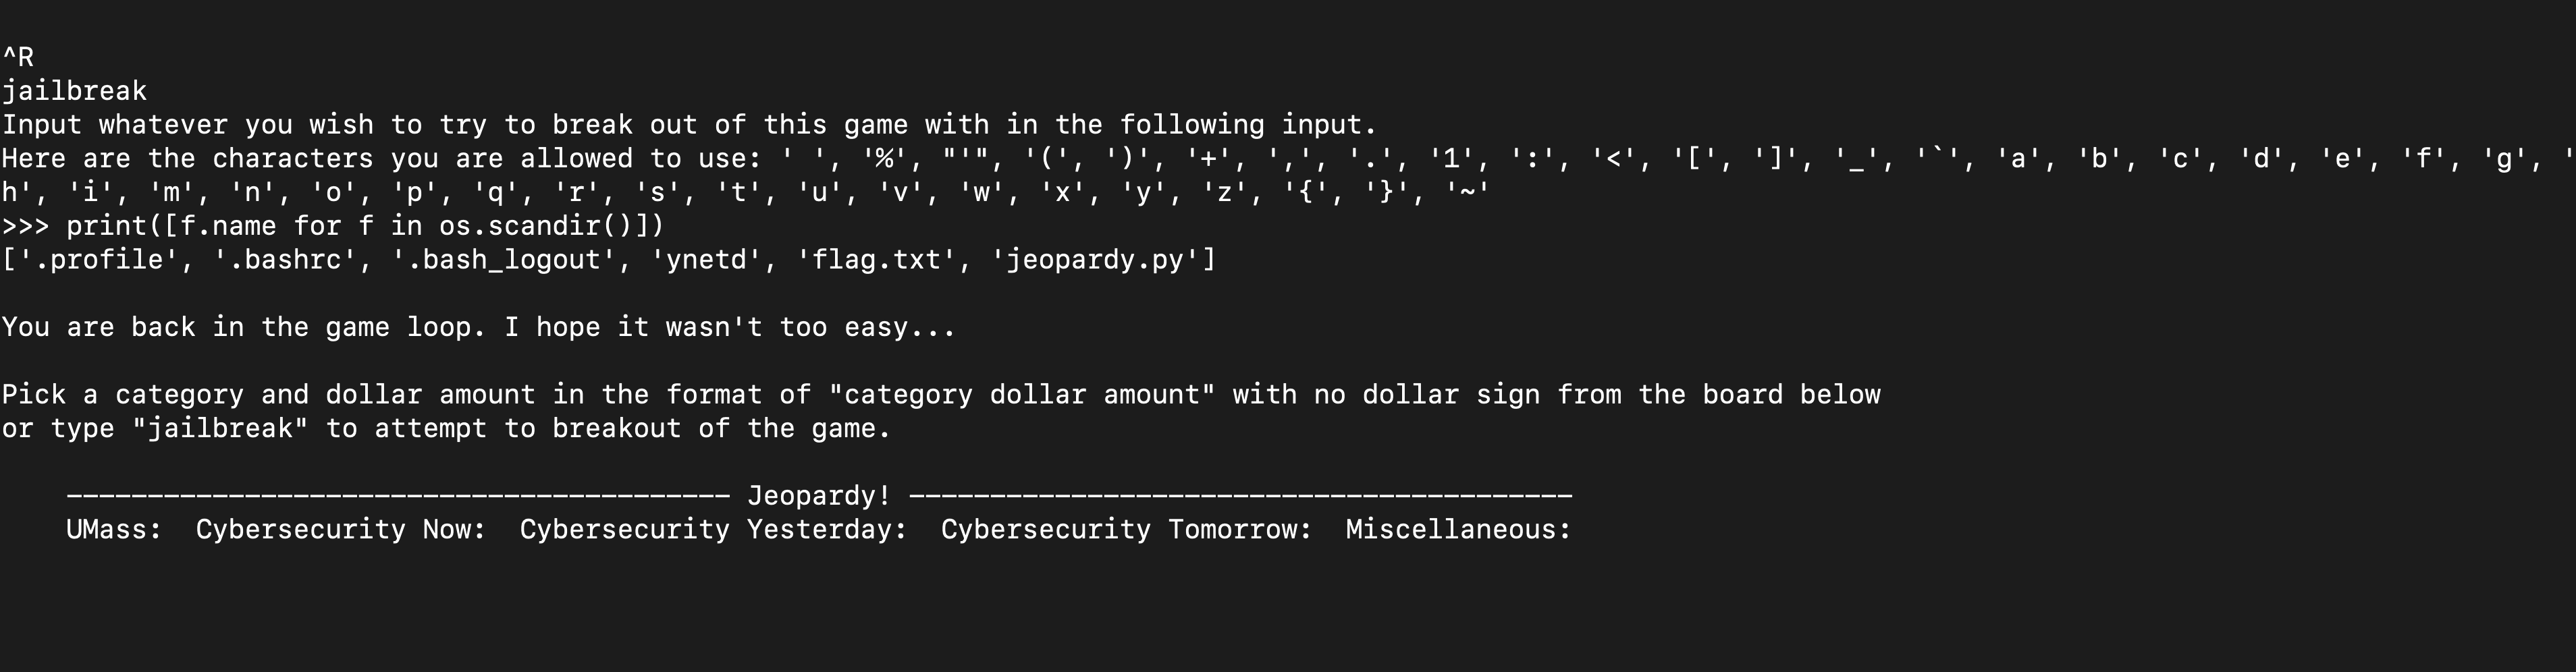 ^R
jailbreak
Input whatever you wish to try to break out of this game with in the following input.
Here are the characters you are allowed to use: ' ', '%', "'", '(', ')', '+', ',', '.', '1', ':', '<', '[', ']', '_', '`', 'a', 'b', 'c', 'd', 'e', 'f', 'g', '
h', 'i', 'm', 'n', 'o', 'p', 'q', 'r', 's', 't', 'u', 'v', 'w', 'x', 'y', 'z', '{', '}', '~'
>>> print([f.name for f in os.scandir()])
['.profile', '.bashrc', '.bash_logout', 'ynetd', 'flag.txt', 'jeopardy.py']
You are back in the game loop. I hope it wasn't too easy...
Pick a category and dollar amount in the format of "category dollar amount" with no dollar sign from the board below
or type "jailbreak" to attempt to breakout of the game.
----------------------------------------- Jeopardy! -----------------------------------------
UMass:  Cybersecurity Now:  Cybersecurity Yesterday:  Cybersecurity Tomorrow:  Miscellaneous: